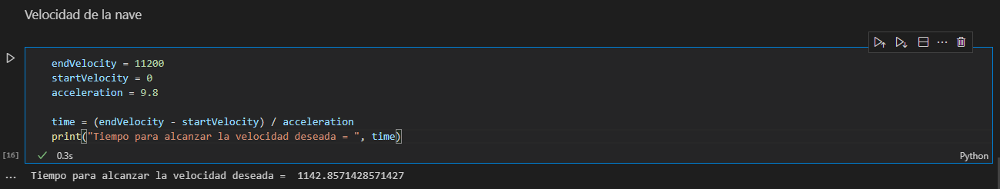 Velocidad de la nave
endVelocity = 11200
startVelocity = 0
acceleration = 9.8
time = (endVelocity - startVelocity) / acceleration
print("Tiempo para alcanzar la velocidad deseada = ", time)
[16]
0.3s
Python
Tiempo para alcanzar la velocidad deseada =  1142.8571428571427